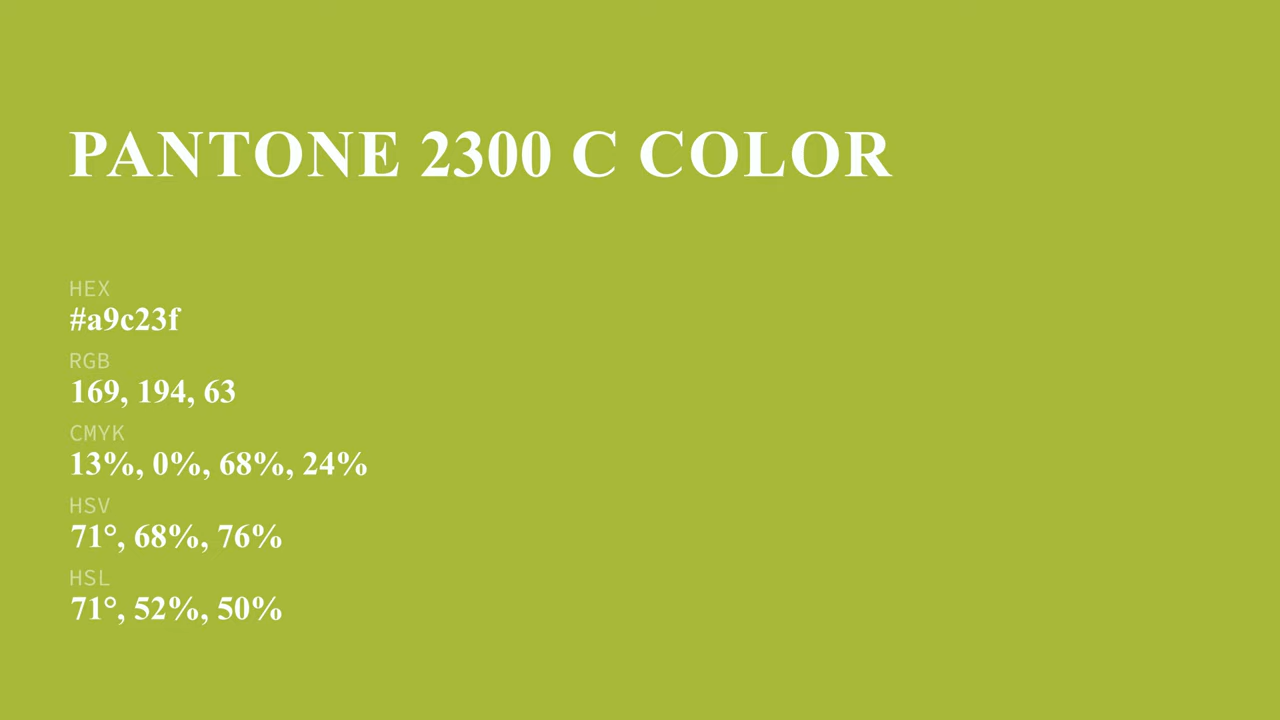 PANTONE 2300 C COLOR
HEX
#a9c23f
RGB
169, 194, 63
CMYK
13%, 0%, 68%, 24%
HSV
71°, 68%, 76%
HSL
71°, 52%, 50%